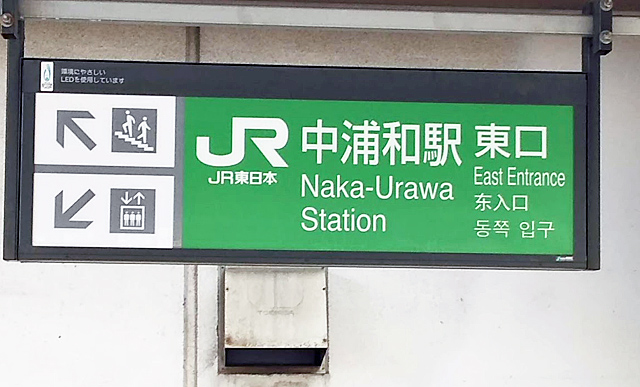 環境にやさしい
LEDを使用しています
JR 中浦和駅 東口
JR東日本
Naka-Urawa
Station
East Entrance
东入口
동쪽 입구